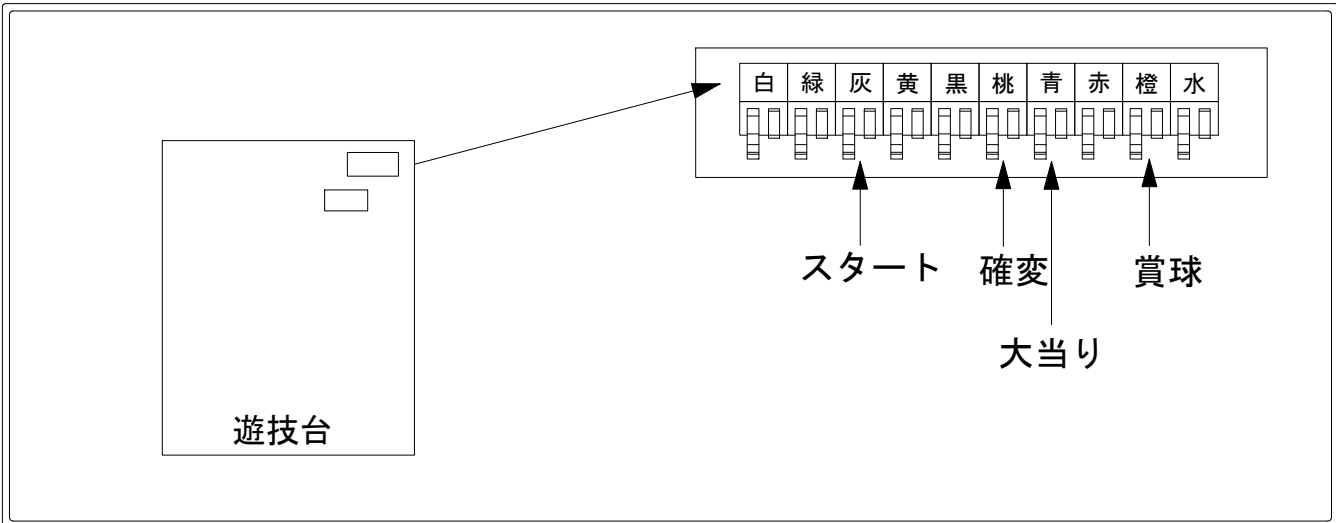 白 緑 灰 黄 黒 桃 青 赤 橙 水
スタート 確変 賞球
大当り
遊技台